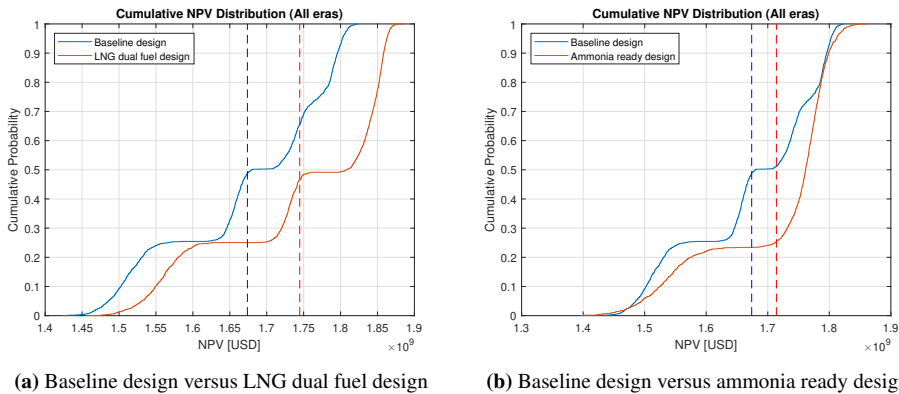 Cumulative NPV Distribution (All eras)
Baseline design
LNG dual fuel design
Cumulative Probability
1
0.9
0.8
0.7
0.6
0.5
0.4
0.3
0.2
0.1
0
1.4 1.45 1.5 1.55 1.6 1.65 1.7 1.75 1.8 1.85 1.9
NPV [USD]
×10^9
(a) Baseline design versus LNG dual fuel design
Cumulative NPV Distribution (All eras)
Baseline design
Ammonia ready design
Cumulative Probability
1
0.9
0.8
0.7
0.6
0.5
0.4
0.3
0.2
0.1
0
1.3 1.4 1.5 1.6 1.7 1.8 1.9
NPV [USD]
×10^9
(b) Baseline design versus ammonia ready desig